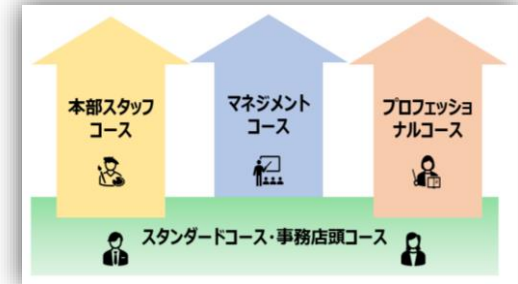 本部スタッフ
コース
マネジメント
コース
プロフェッショ
ナルコース
スタンダードコース・事務店頭コース